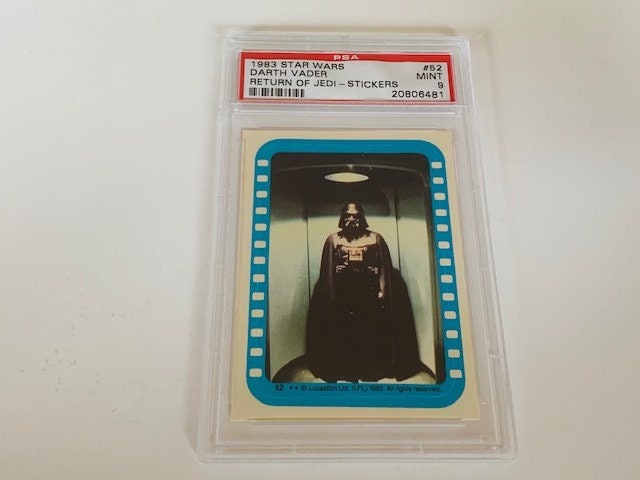 PSA
1983 STAR WARS #52
DARTH VADER MINT
RETURN OF JEDI - STICKERS 9
20806481
52 ★★ © Lucasfilm Ltd. (LFL) 1983. All rights reserved.